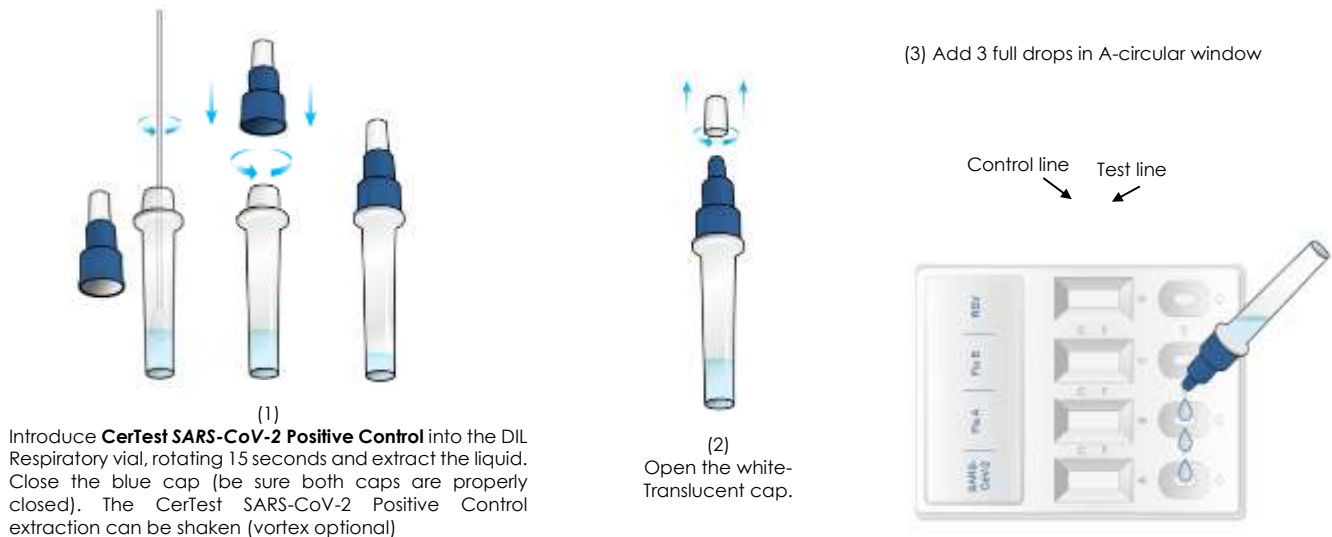 (3) Add 3 full drops in A-circular window
Control line
Test line
RSV
Flu B
Flu A
SARS-
CoV-2
C T
C T
C T
(1)
Introduce CerTest SARS-CoV-2 Positive Control into the DIL
Respiratory vial, rotating 15 seconds and extract the liquid.
Close the blue cap (be sure both caps are properly
closed). The CerTest SARS-CoV-2 Positive Control
extraction can be shaken (vortex optional)
(2)
Open the white-
Translucent cap.